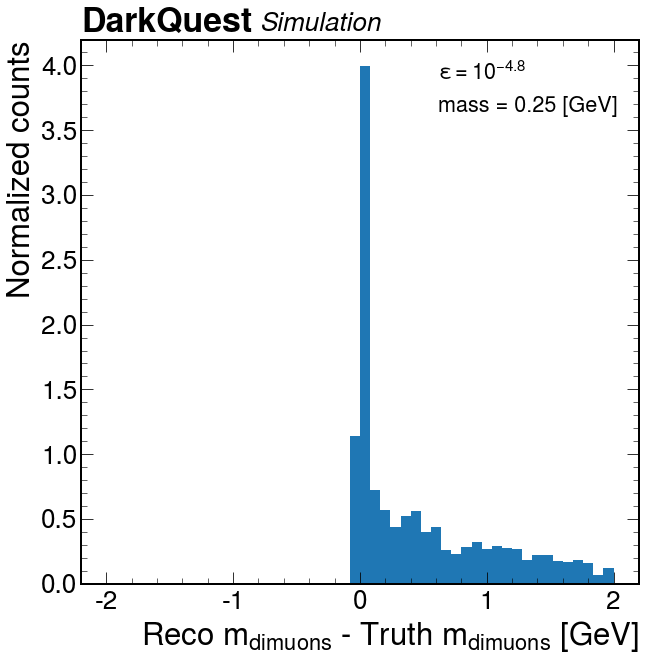 DarkQuest Simulation
ε = 10^−4.8
mass = 0.25 [GeV]
Normalized counts
4.0
3.5
3.0
2.5
2.0
1.5
1.0
0.5
0.0
-2 -1 0 1 2
Reco m_dimuons - Truth m_dimuons [GeV]